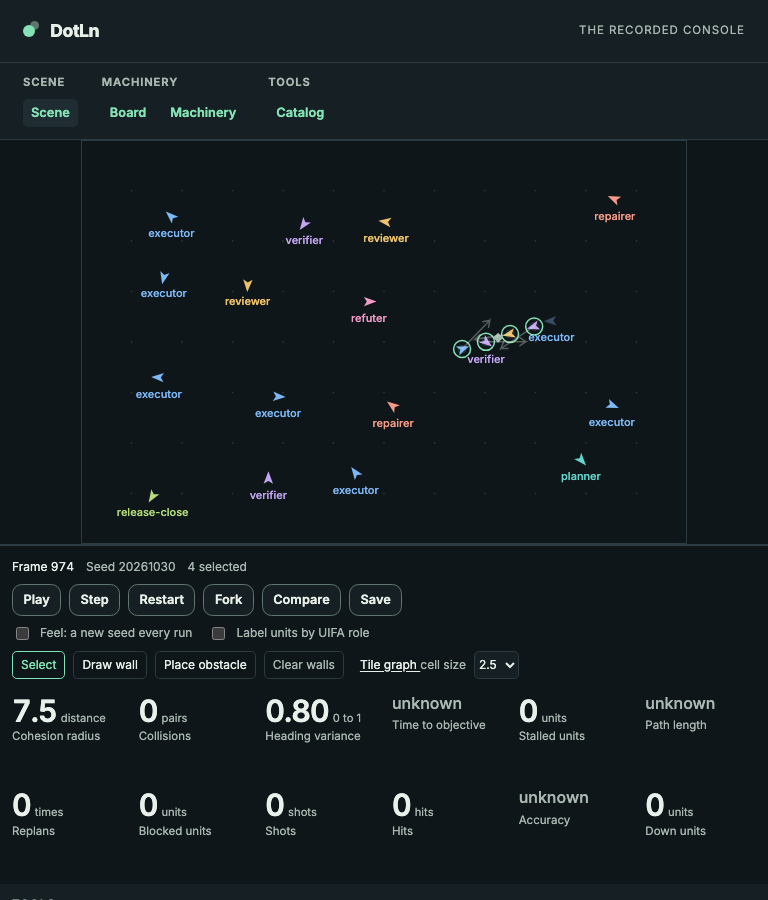 DotLn
THE RECORDED CONSOLE
SCENE MACHINERY TOOLS
Scene Board Machinery Catalog
repairer
executor
verifier
reviewer
executor
reviewer
refuter
executor
verifier
executor
executor
repairer
executor
planner
verifier
executor
release-close
Frame 974 Seed 20261030 4 selected
Play Step Restart Fork Compare Save
Feel: a new seed every run Label units by UIFA role
Select Draw wall Place obstacle Clear walls Tile graph cell size 2.5
7.5 distance 0 pairs 0.80 0 to 1 unknown 0 units unknown
Cohesion radius Collisions Heading variance Time to objective Stalled units Path length
0 times 0 units 0 shots 0 hits unknown 0 units
Replans Blocked units Shots Hits Accuracy Down units